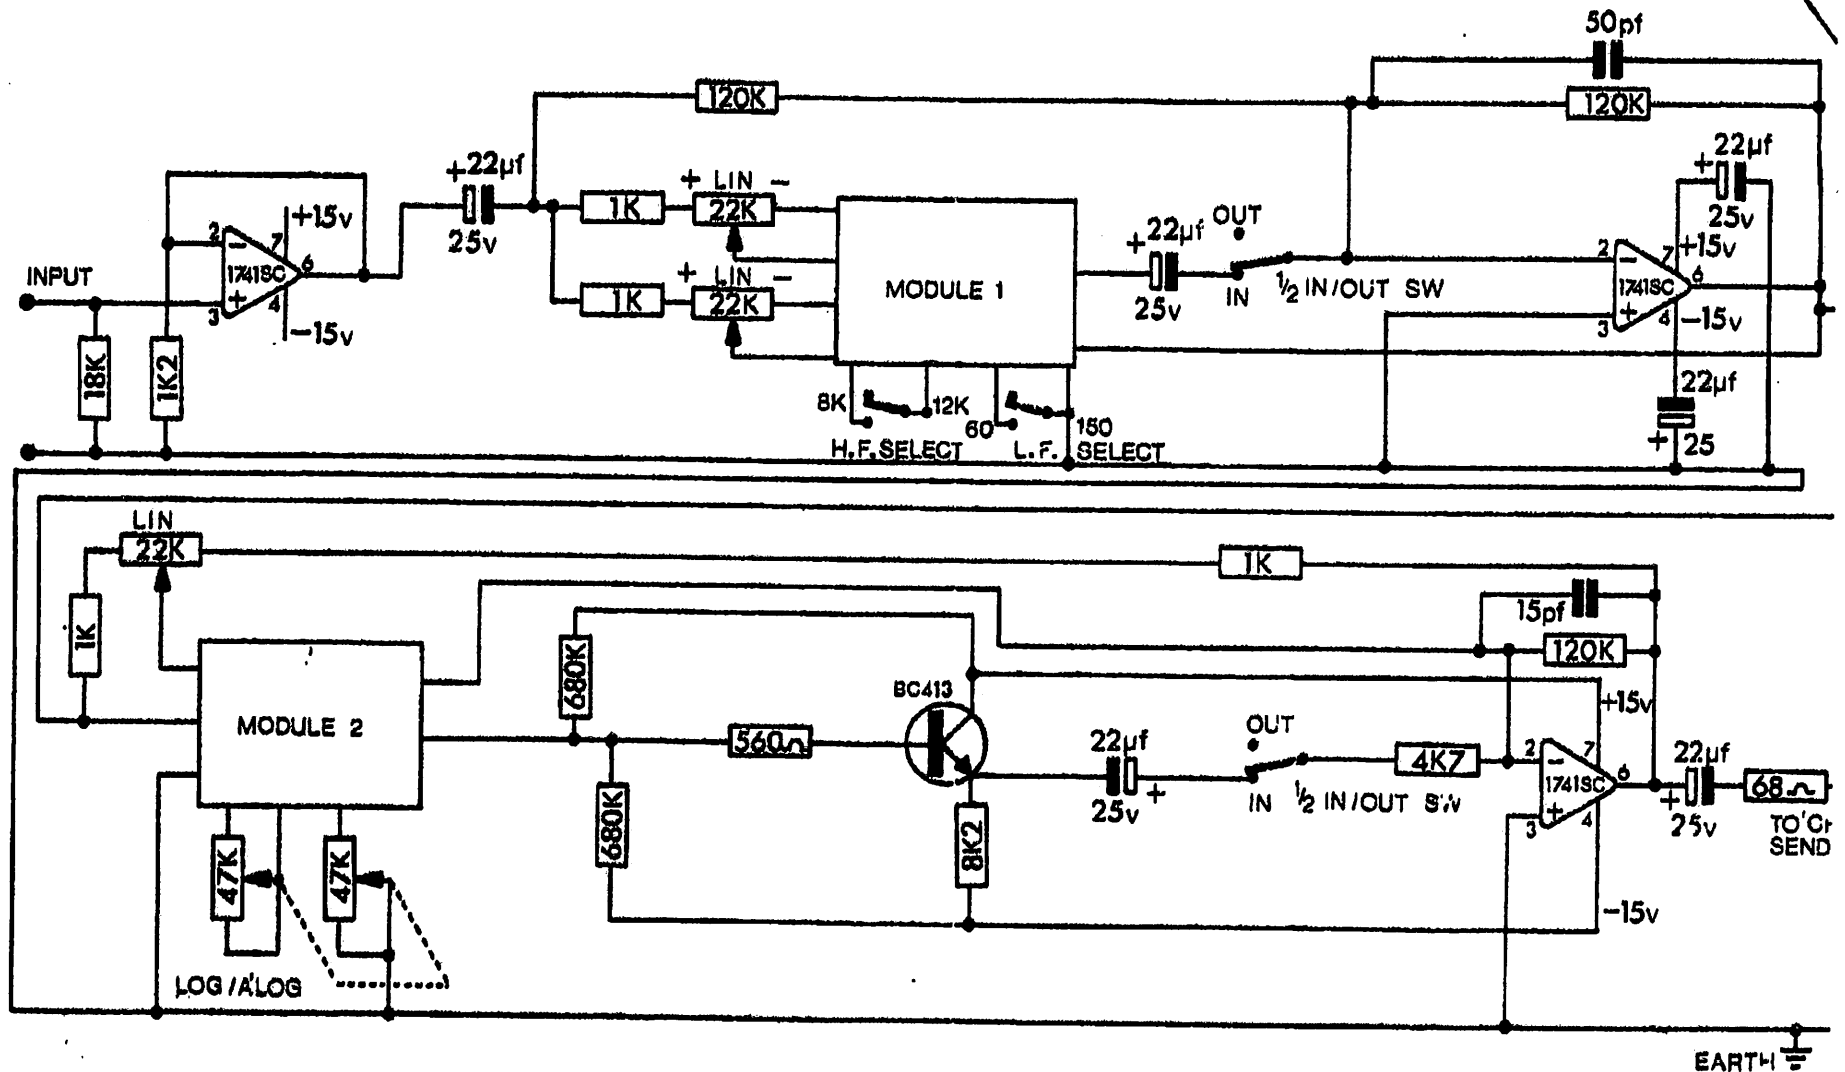 50pf
120K
120K
+22µf
25v
+ LIN −
1K
22K
+ LIN −
1K
22K
2
−
7
+15v
1741SC
6
+
3
4
−15v
INPUT
18K
1K2
MODULE 1
8K
12K
H.F. SELECT
60
150
L.F. SELECT
+22µf
25v
OUT
IN
½ IN/OUT SW
+22µf
25v
2
−
7
+15v
1741SC
6
+
3
4
−15v
22µf
+ 25
LIN
22K
1K
1K
MODULE 2
47K
47K
LOG/A'LOG
680K
680K
560Ω
BC413
8K2
22µf
25v +
OUT
IN
½ IN/OUT SW
4K7
15pf
120K
+15v
2
−
7
1741SC
6
+
3
4
−15v
22µf
+ 25v
68Ω
SEND
EARTH